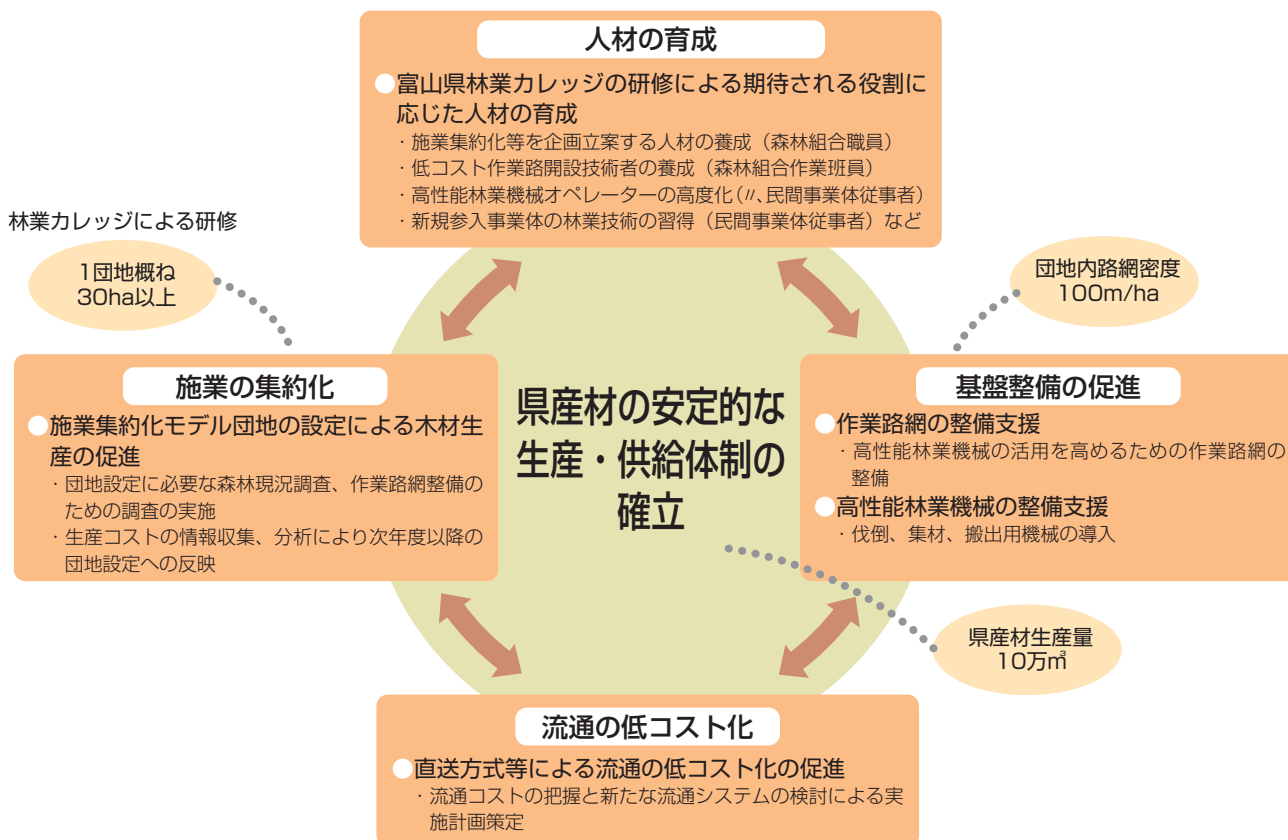 人材の育成
●富山県林業カレッジの研修による期待される役割に
応じた人材の育成
・施業集約化等を企画立案する人材の養成（森林組合職員）
・低コスト作業路開設技術者の養成（森林組合作業班員）
・高性能林業機械オペレーターの高度化（〃、民間事業体従事者）
・新規参入事業体の林業技術の習得（民間事業体従事者）など
林業カレッジによる研修
1団地概ね
30ha以上
団地内路網密度
100m/ha
施業の集約化
●施業集約化モデル団地の設定による木材生
産の促進
・団地設定に必要な森林現況調査、作業路網整備の
ための調査の実施
・生産コストの情報収集、分析により次年度以降の
団地設定への反映
県産材の安定的な
生産・供給体制の
確立
基盤整備の促進
●作業路網の整備支援
・高性能林業機械の活用を高めるための作業路網の
整備
●高性能林業機械の整備支援
・伐倒、集材、搬出用機械の導入
県産材生産量
10万㎥
流通の低コスト化
●直送方式等による流通の低コスト化の促進
・流通コストの把握と新たな流通システムの検討による実
施計画策定